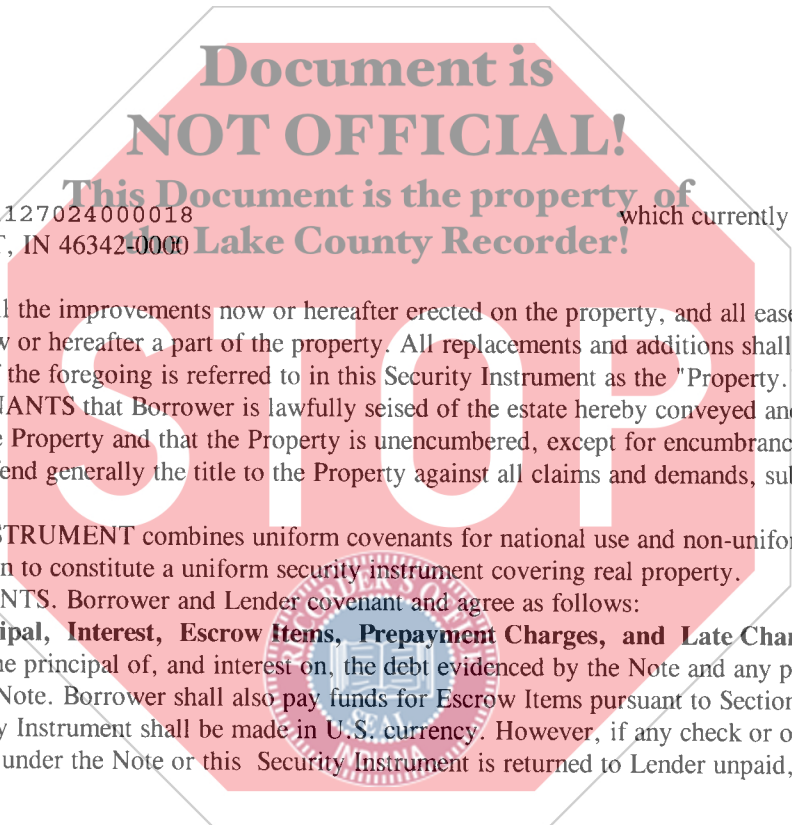 Document is
NOT OFFICIAL!
This Document is the property of
the Lake County Recorder!
1127024000018 which currently
, IN 46342-0000
the improvements now or hereafter erected on the property, and all ease
or hereafter a part of the property. All replacements and additions shall
the foregoing is referred to in this Security Instrument as the "Property.
NANTS that Borrower is lawfully seised of the estate hereby conveyed and
Property and that the Property is unencumbered, except for encumbranc
fend generally the title to the Property against all claims and demands, sub
STOP
STRUMENT combines uniform covenants for national use and non-unifor
n to constitute a uniform security instrument covering real property.
NTS. Borrower and Lender covenant and agree as follows:
ipal, Interest, Escrow Items, Prepayment Charges, and Late Char
he principal of, and interest on, the debt evidenced by the Note and any p
Note. Borrower shall also pay funds for Escrow Items pursuant to Section
y Instrument shall be made in U.S. currency. However, if any check or o
under the Note or this Security Instrument is returned to Lender unpaid,
SEAL
INDIANA